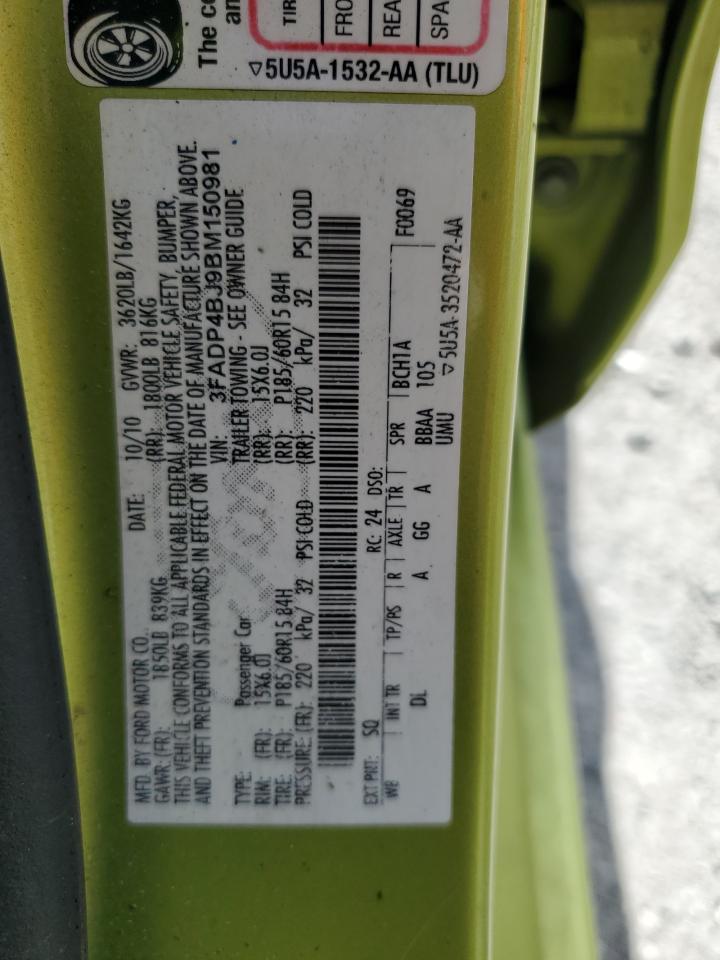 The co
an
TIR
FRO
REA
SPA
▽5U5A-1532-AA (TLU)
MFD. BY FORD MOTOR CO. DATE: 10/10 GVWR: 3620LB/1642KG
GAWR: (FR): 1850LB 839KG (RR): 1800LB 816KG
THIS VEHICLE CONFORMS TO ALL APPLICABLE FEDERAL MOTOR VEHICLE SAFETY, BUMPER,
AND THEFT PREVENTION STANDARDS IN EFFECT ON THE DATE OF MANUFACTURE SHOWN ABOVE.
VIN: 3FADP4BJ9BM150981
TYPE: Passenger Car TRAILER TOWING - SEE OWNER GUIDE
RIM: (FR): 15X6.0J (RR): 15X6.0J
TIRE: (FR): P185/60R15 84H (RR): P185/60R15 84H
PRESSURE: (FR): 220 kPa/ 32 PSI COLD (RR): 220 kPa/ 32 PSI COLD
EXT PNT: SQ RC: 24 DSO: F0069
WB INT TR TP/PS R AXLE TR SPR BCH1A
DL A GG A BBAA 105
UMU ▽5U5A-3520472-AA